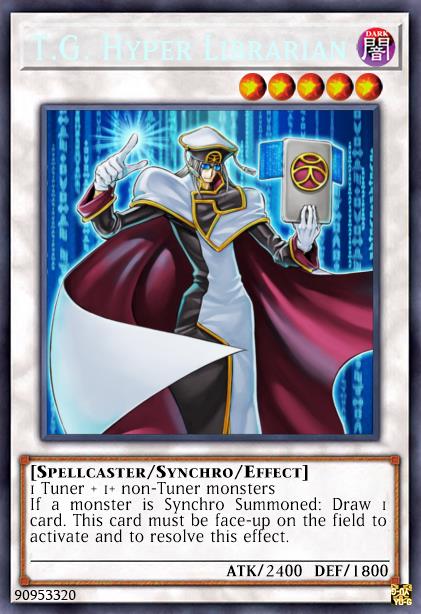 T.G. Hyper Librarian
DARK
闇
[Spellcaster/Synchro/Effect]
1 Tuner + 1+ non-Tuner monsters
If a monster is Synchro Summoned: Draw 1
card. This card must be face-up on the field to
activate and to resolve this effect.
ATK/2400 DEF/1800
90953320